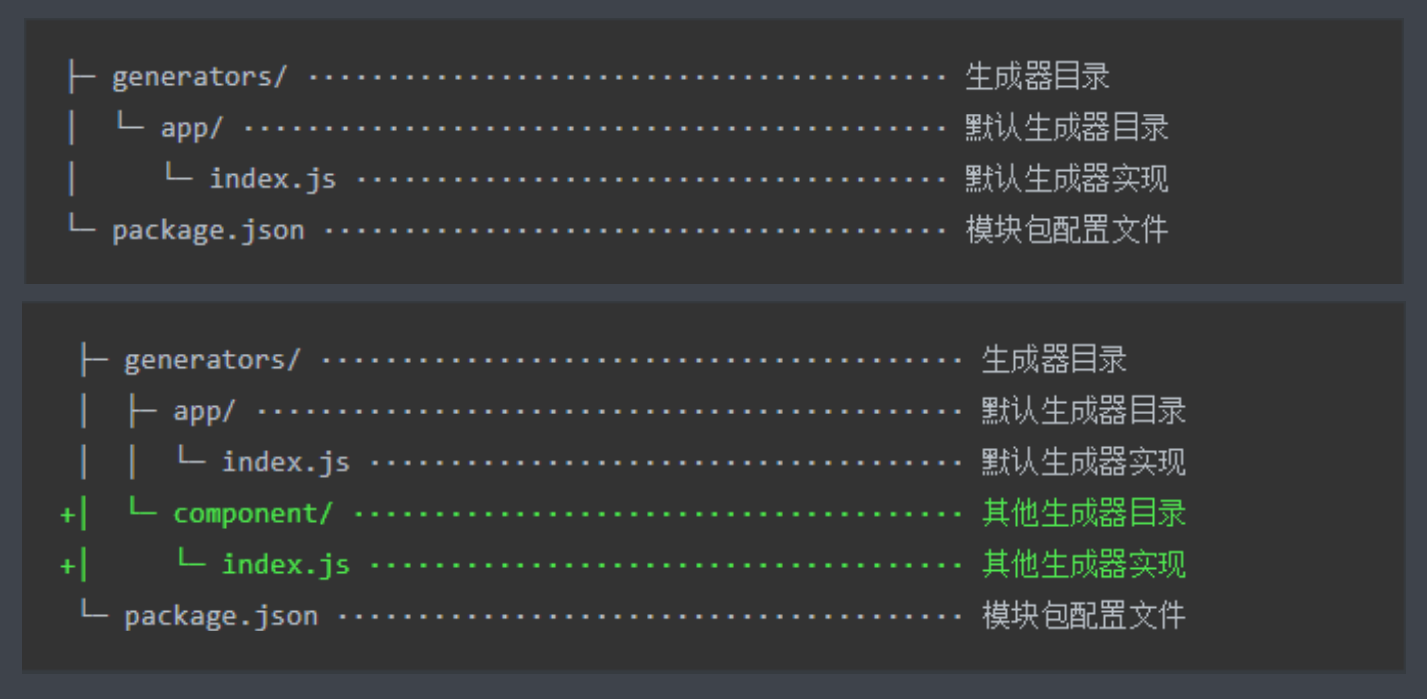 ├─ generators/ ········································ 生成器目录
│  └─ app/ ············································ 默认生成器目录
│     └─ index.js ····································· 默认生成器实现
└─ package.json ······································· 模块包配置文件
├─ generators/ ········································ 生成器目录
│  ├─ app/ ············································ 默认生成器目录
│  │  └─ index.js ····································· 默认生成器实现
+│  └─ component/ ······································ 其他生成器目录
+│     └─ index.js ····································· 其他生成器实现
└─ package.json ······································· 模块包配置文件